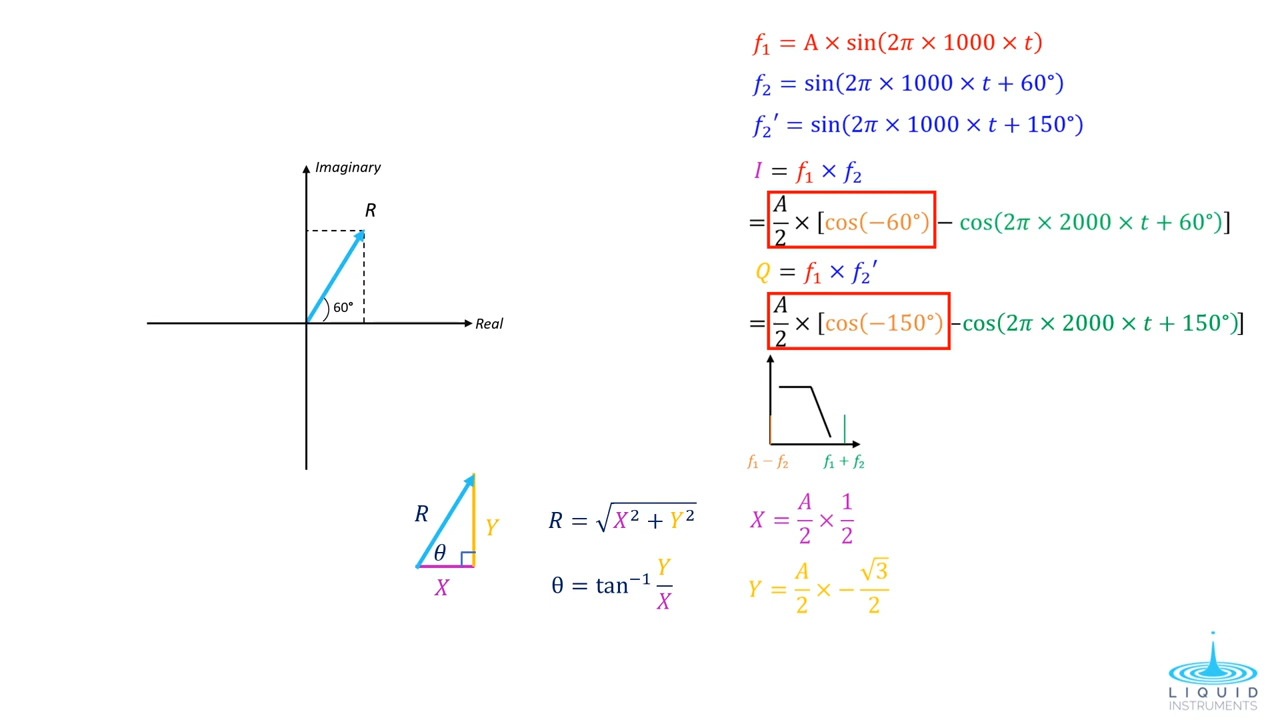 f₁ = A × sin(2π × 1000 × t)
f₂ = sin(2π × 1000 × t + 60°)
f₂′ = sin(2π × 1000 × t + 150°)
I = f₁ × f₂
= A/2 × [cos(−60°) − cos(2π × 2000 × t + 60°)]
Q = f₁ × f₂′
= A/2 × [cos(−150°) –cos(2π × 2000 × t + 150°)]
f₁ − f₂
f₁ + f₂
Imaginary
R
60°
Real
R
Y
θ
X
R = √(X² + Y²)
θ = tan⁻¹ Y/X
X = A/2 × 1/2
Y = A/2 × − √3/2
LIQUID
INSTRUMENTS